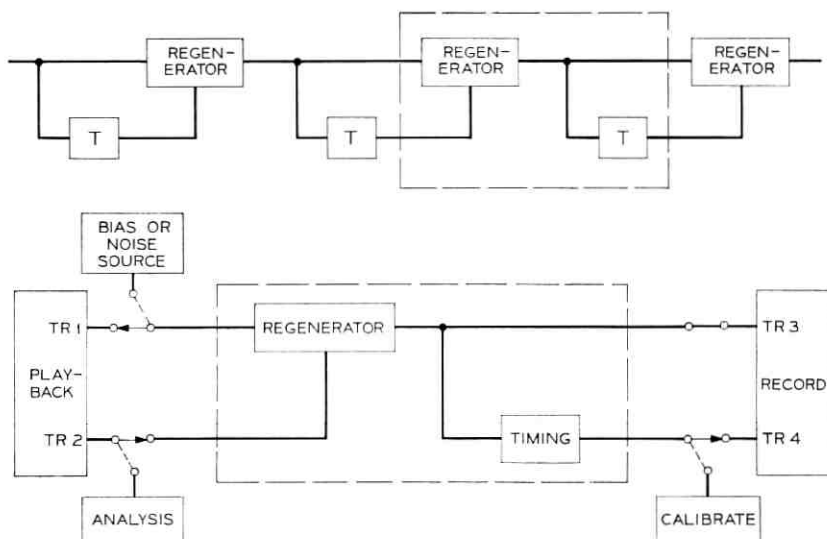 REGEN-
ERATOR
REGEN-
ERATOR
REGEN-
ERATOR
T
T
T
BIAS OR
NOISE
SOURCE
TR 1
REGENERATOR
TR 3
PLAY-
BACK
RECORD
TR 2
TIMING
TR 4
ANALYSIS
CALIBRATE